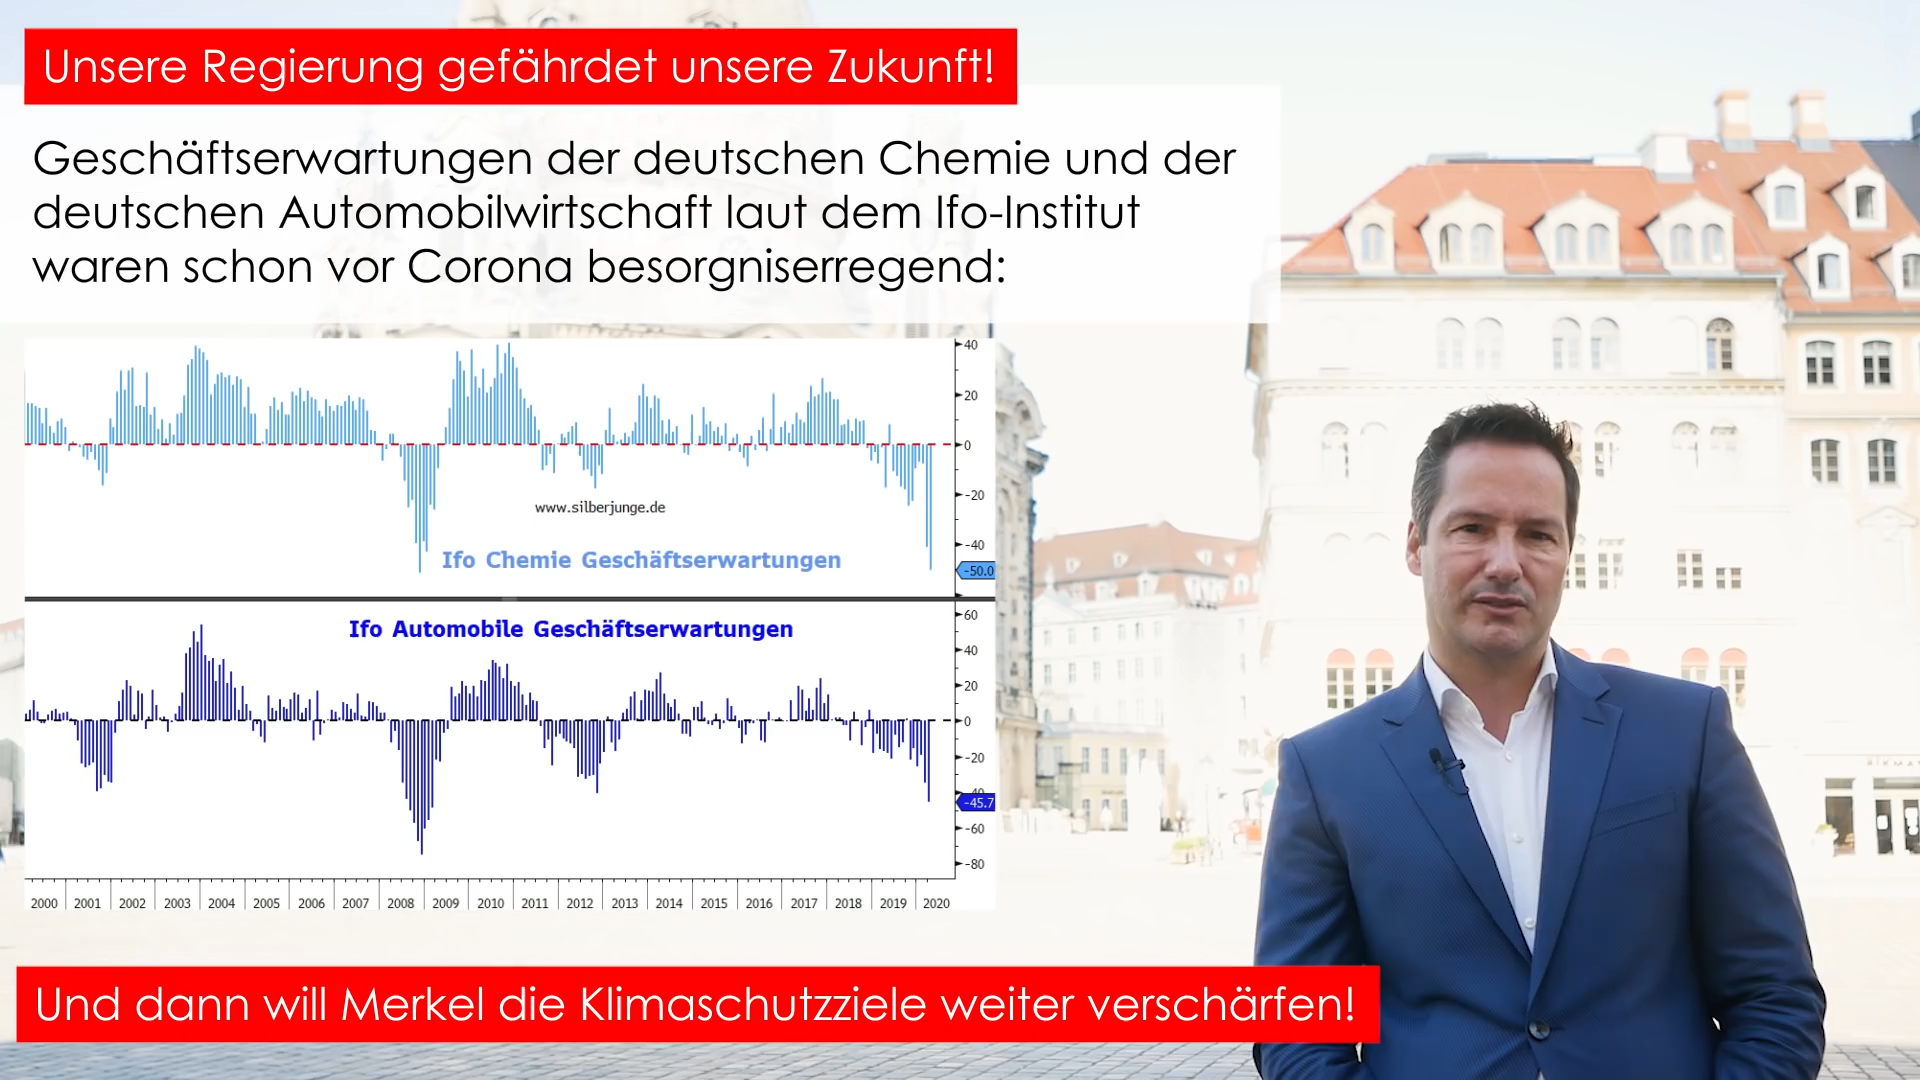 Unsere Regierung gefährdet unsere Zukunft!
Geschäftserwartungen der deutschen Chemie und der
deutschen Automobilwirtschaft laut dem Ifo-Institut
waren schon vor Corona besorgniserregend:
40
20
0
-20
www.silberjunge.de
-40
Ifo Chemie Geschäftserwartungen
-50.0
60
Ifo Automobile Geschäftserwartungen
40
20
0
-20
-40
-45.7
-60
-80
2000 2001 2002 2003 2004 2005 2006 2007 2008 2009 2010 2011 2012 2013 2014 2015 2016 2017 2018 2019 2020
Und dann will Merkel die Klimaschutzziele weiter verschärfen!